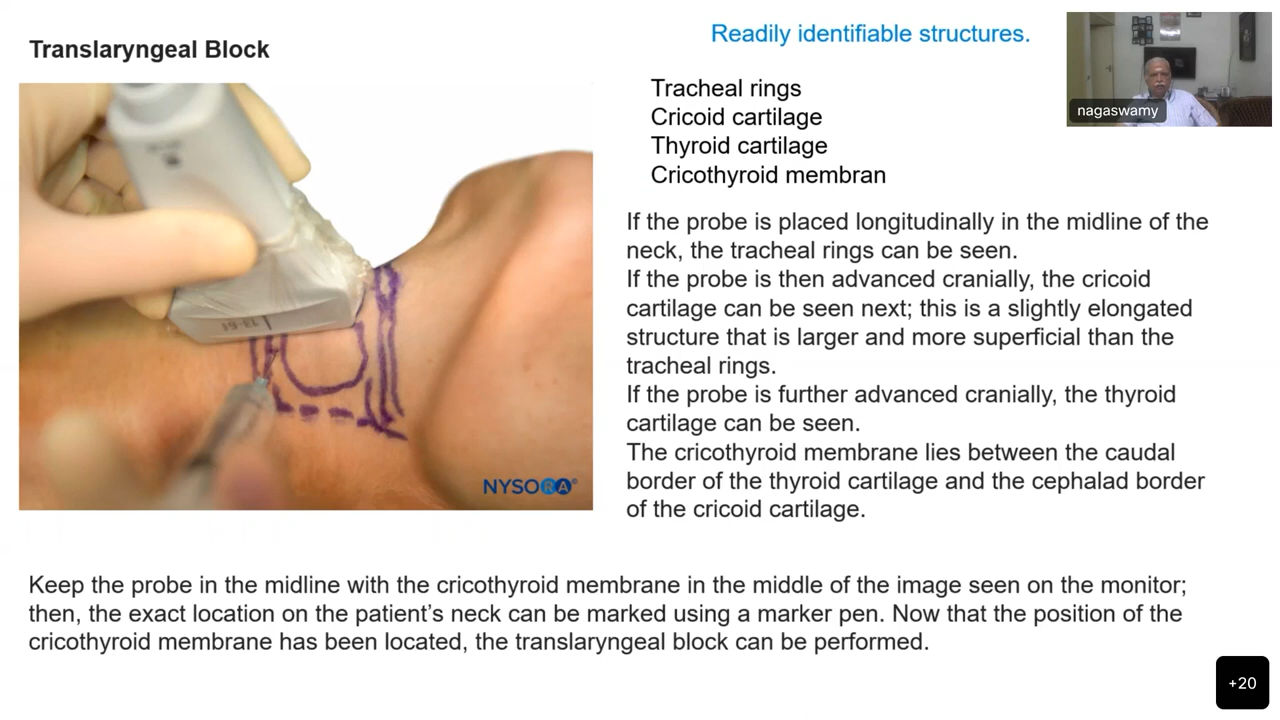 Translaryngeal Block
Readily identifiable structures.
nagaswamy
Tracheal rings
Cricoid cartilage
Thyroid cartilage
Cricothyroid membran
If the probe is placed longitudinally in the midline of the
neck, the tracheal rings can be seen.
If the probe is then advanced cranially, the cricoid
cartilage can be seen next; this is a slightly elongated
structure that is larger and more superficial than the
tracheal rings.
If the probe is further advanced cranially, the thyroid
cartilage can be seen.
The cricothyroid membrane lies between the caudal
border of the thyroid cartilage and the cephalad border
of the cricoid cartilage.
NYSORA
Keep the probe in the midline with the cricothyroid membrane in the middle of the image seen on the monitor;
then, the exact location on the patient’s neck can be marked using a marker pen. Now that the position of the
cricothyroid membrane has been located, the translaryngeal block can be performed.
+20